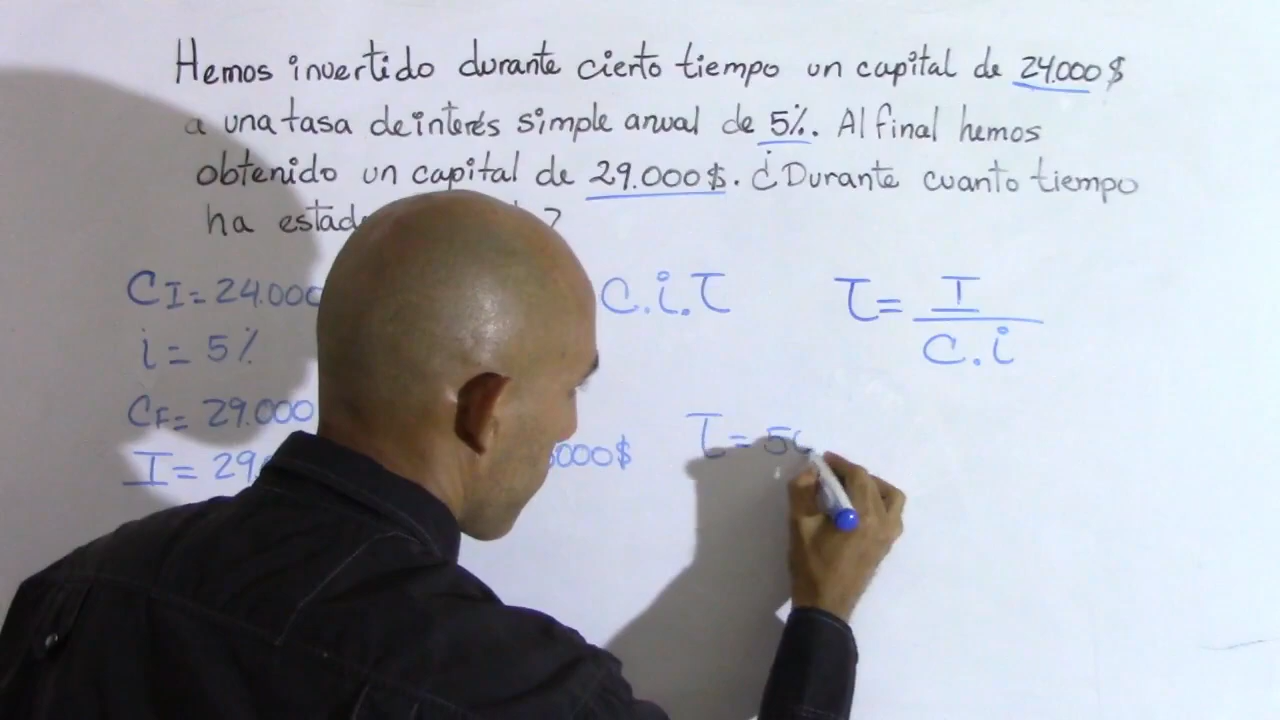 Hemos invertido durante cierto tiempo un capital de 24.000 $
a una tasa de interés simple anual de 5%. Al final hemos
obtenido un capital de 29.000 $. ¿Durante cuanto tiempo
ha ?
CI = 24.000 C.i.T T = I / C.i
i = 5%
CF = 29.000 T = 50
I = 29. 5000 $